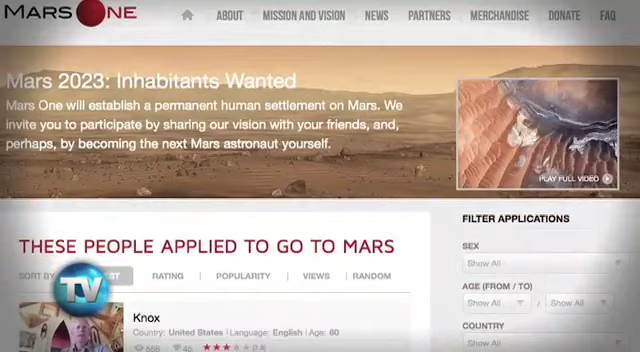 MARS ONE
ABOUT MISSION AND VISION NEWS PARTNERS MERCHANDISE DONATE FAQ
Mars 2023: Inhabitants Wanted
Mars One will establish a permanent human settlement on Mars. We
invite you to participate by sharing our vision with your friends, and,
perhaps, by becoming the next Mars astronaut yourself.
PLAY FULL VIDEO
THESE PEOPLE APPLIED TO GO TO MARS
SORT BY RATING | POPULARITY | VIEWS | RANDOM
TV
Knox
Country: United States | Language: English | Age: 60
566 45
FILTER APPLICATIONS
SEX
Show All
AGE (FROM / TO)
Show All / Show All
COUNTRY
Show All